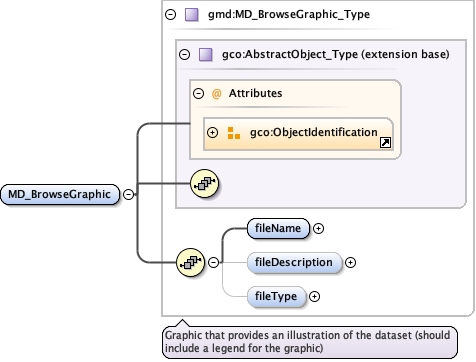 gmd:MD_BrowseGraphic_Type
gco:AbstractObject_Type (extension base)
@ Attributes
gco:ObjectIdentification
MD_BrowseGraphic
fileName
fileDescription
fileType
Graphic that provides an illustration of the dataset (should
include a legend for the graphic)